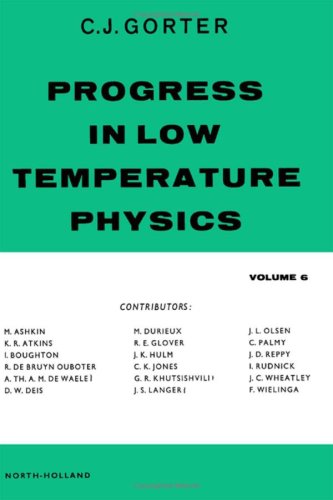 C.J. GORTER
PROGRESS
IN LOW
TEMPERATURE
PHYSICS
VOLUME 6
CONTRIBUTORS:
M. ASHKIN
K. R. ATKINS
I. BOUGHTON
R. DE BRUYN OUBOTER
A. TH. A. M. DE WAELE]
D. W. DEIS
M. DURIEUX
R. E. GLOVER
J. K. HULM
C. K. JONES
G. R. KHUTSISHVILI]
J. S. LANGER]
J. L. OLSEN
C. PALMY
J. D. REPPY
I. RUDNICK
J. C. WHEATLEY
F. WIELINGA
NORTH-HOLLAND